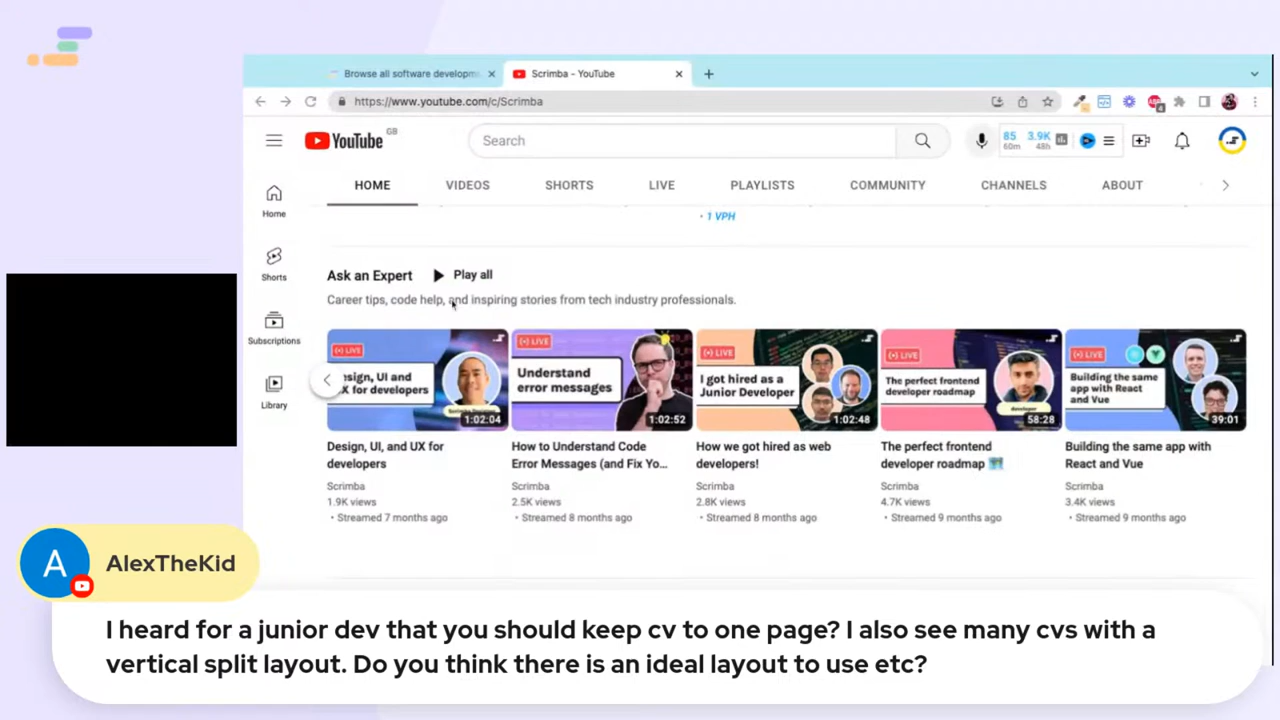 Browse all software developm
Scrimba - YouTube
https://www.youtube.com/c/Scrimba
YouTube GB
Search
85
60m
3.9K
48h
HOME
VIDEOS
SHORTS
LIVE
PLAYLISTS
COMMUNITY
CHANNELS
ABOUT
Home
Shorts
Subscriptions
Library
• 1 VPH
Ask an Expert
Play all
Career tips, code help, and inspiring stories from tech industry professionals.
LIVE
esign, UI and
X for developers
1:02:04
Design, UI, and UX for
developers
Scrimba
1.9K views
• Streamed 7 months ago
LIVE
Understand
error messages
1:02:52
How to Understand Code
Error Messages (and Fix Yo...
Scrimba
2.5K views
• Streamed 8 months ago
LIVE
I got hired as a
Junior Developer
1:02:48
How we got hired as web
developers!
Scrimba
2.8K views
• Streamed 8 months ago
LIVE
The perfect frontend
developer roadmap
developer
58:28
The perfect frontend
developer roadmap
Scrimba
4.7K views
• Streamed 9 months ago
LIVE
Building the same
app with React
and Vue
39:01
Building the same app with
React and Vue
Scrimba
3.4K views
• Streamed 9 months ago
A
AlexTheKid
I heard for a junior dev that you should keep cv to one page? I also see many cvs with a
vertical split layout. Do you think there is an ideal layout to use etc?